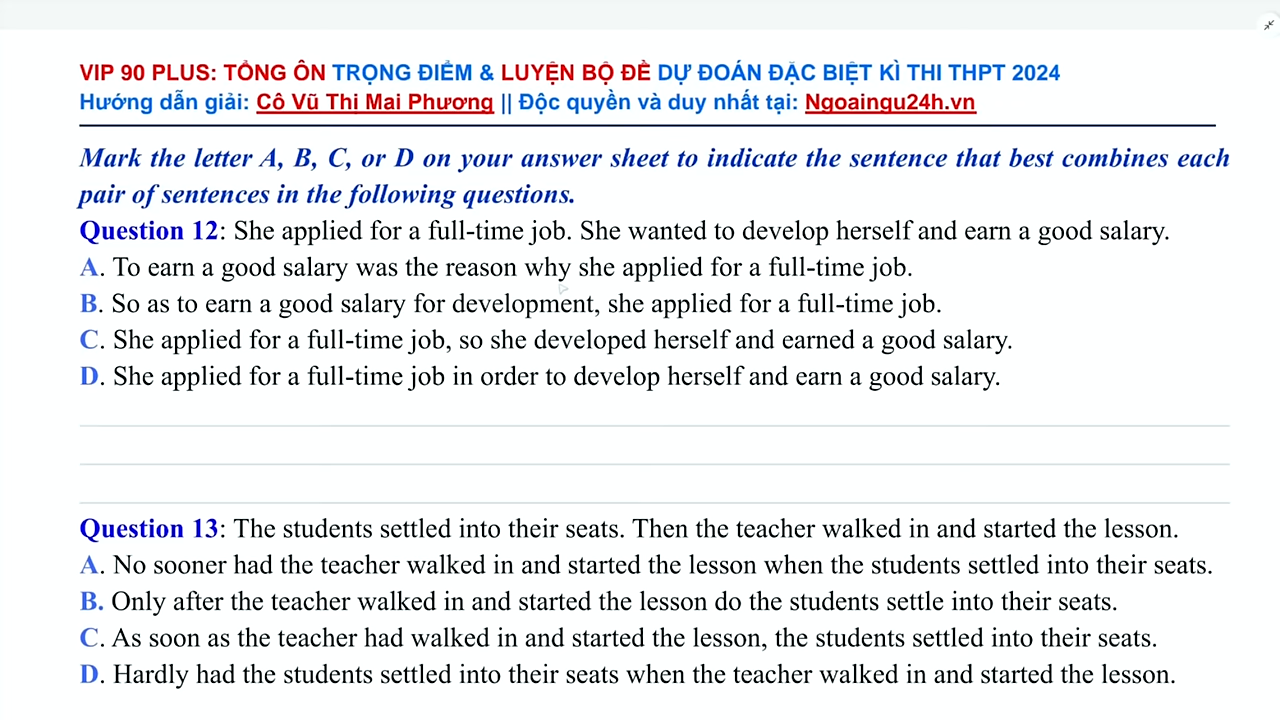 VIP 90 PLUS: TỔNG ÔN TRỌNG ĐIỂM & LUYỆN BỘ ĐỀ DỰ ĐOÁN ĐẶC BIỆT KÌ THI THPT 2024
Hướng dẫn giải: Cô Vũ Thị Mai Phương || Độc quyền và duy nhất tại: Ngoaingu24h.vn
Mark the letter A, B, C, or D on your answer sheet to indicate the sentence that best combines each
pair of sentences in the following questions.
Question 12: She applied for a full-time job. She wanted to develop herself and earn a good salary.
A. To earn a good salary was the reason why she applied for a full-time job.
B. So as to earn a good salary for development, she applied for a full-time job.
C. She applied for a full-time job, so she developed herself and earned a good salary.
D. She applied for a full-time job in order to develop herself and earn a good salary.
Question 13: The students settled into their seats. Then the teacher walked in and started the lesson.
A. No sooner had the teacher walked in and started the lesson when the students settled into their seats.
B. Only after the teacher walked in and started the lesson do the students settle into their seats.
C. As soon as the teacher had walked in and started the lesson, the students settled into their seats.
D. Hardly had the students settled into their seats when the teacher walked in and started the lesson.